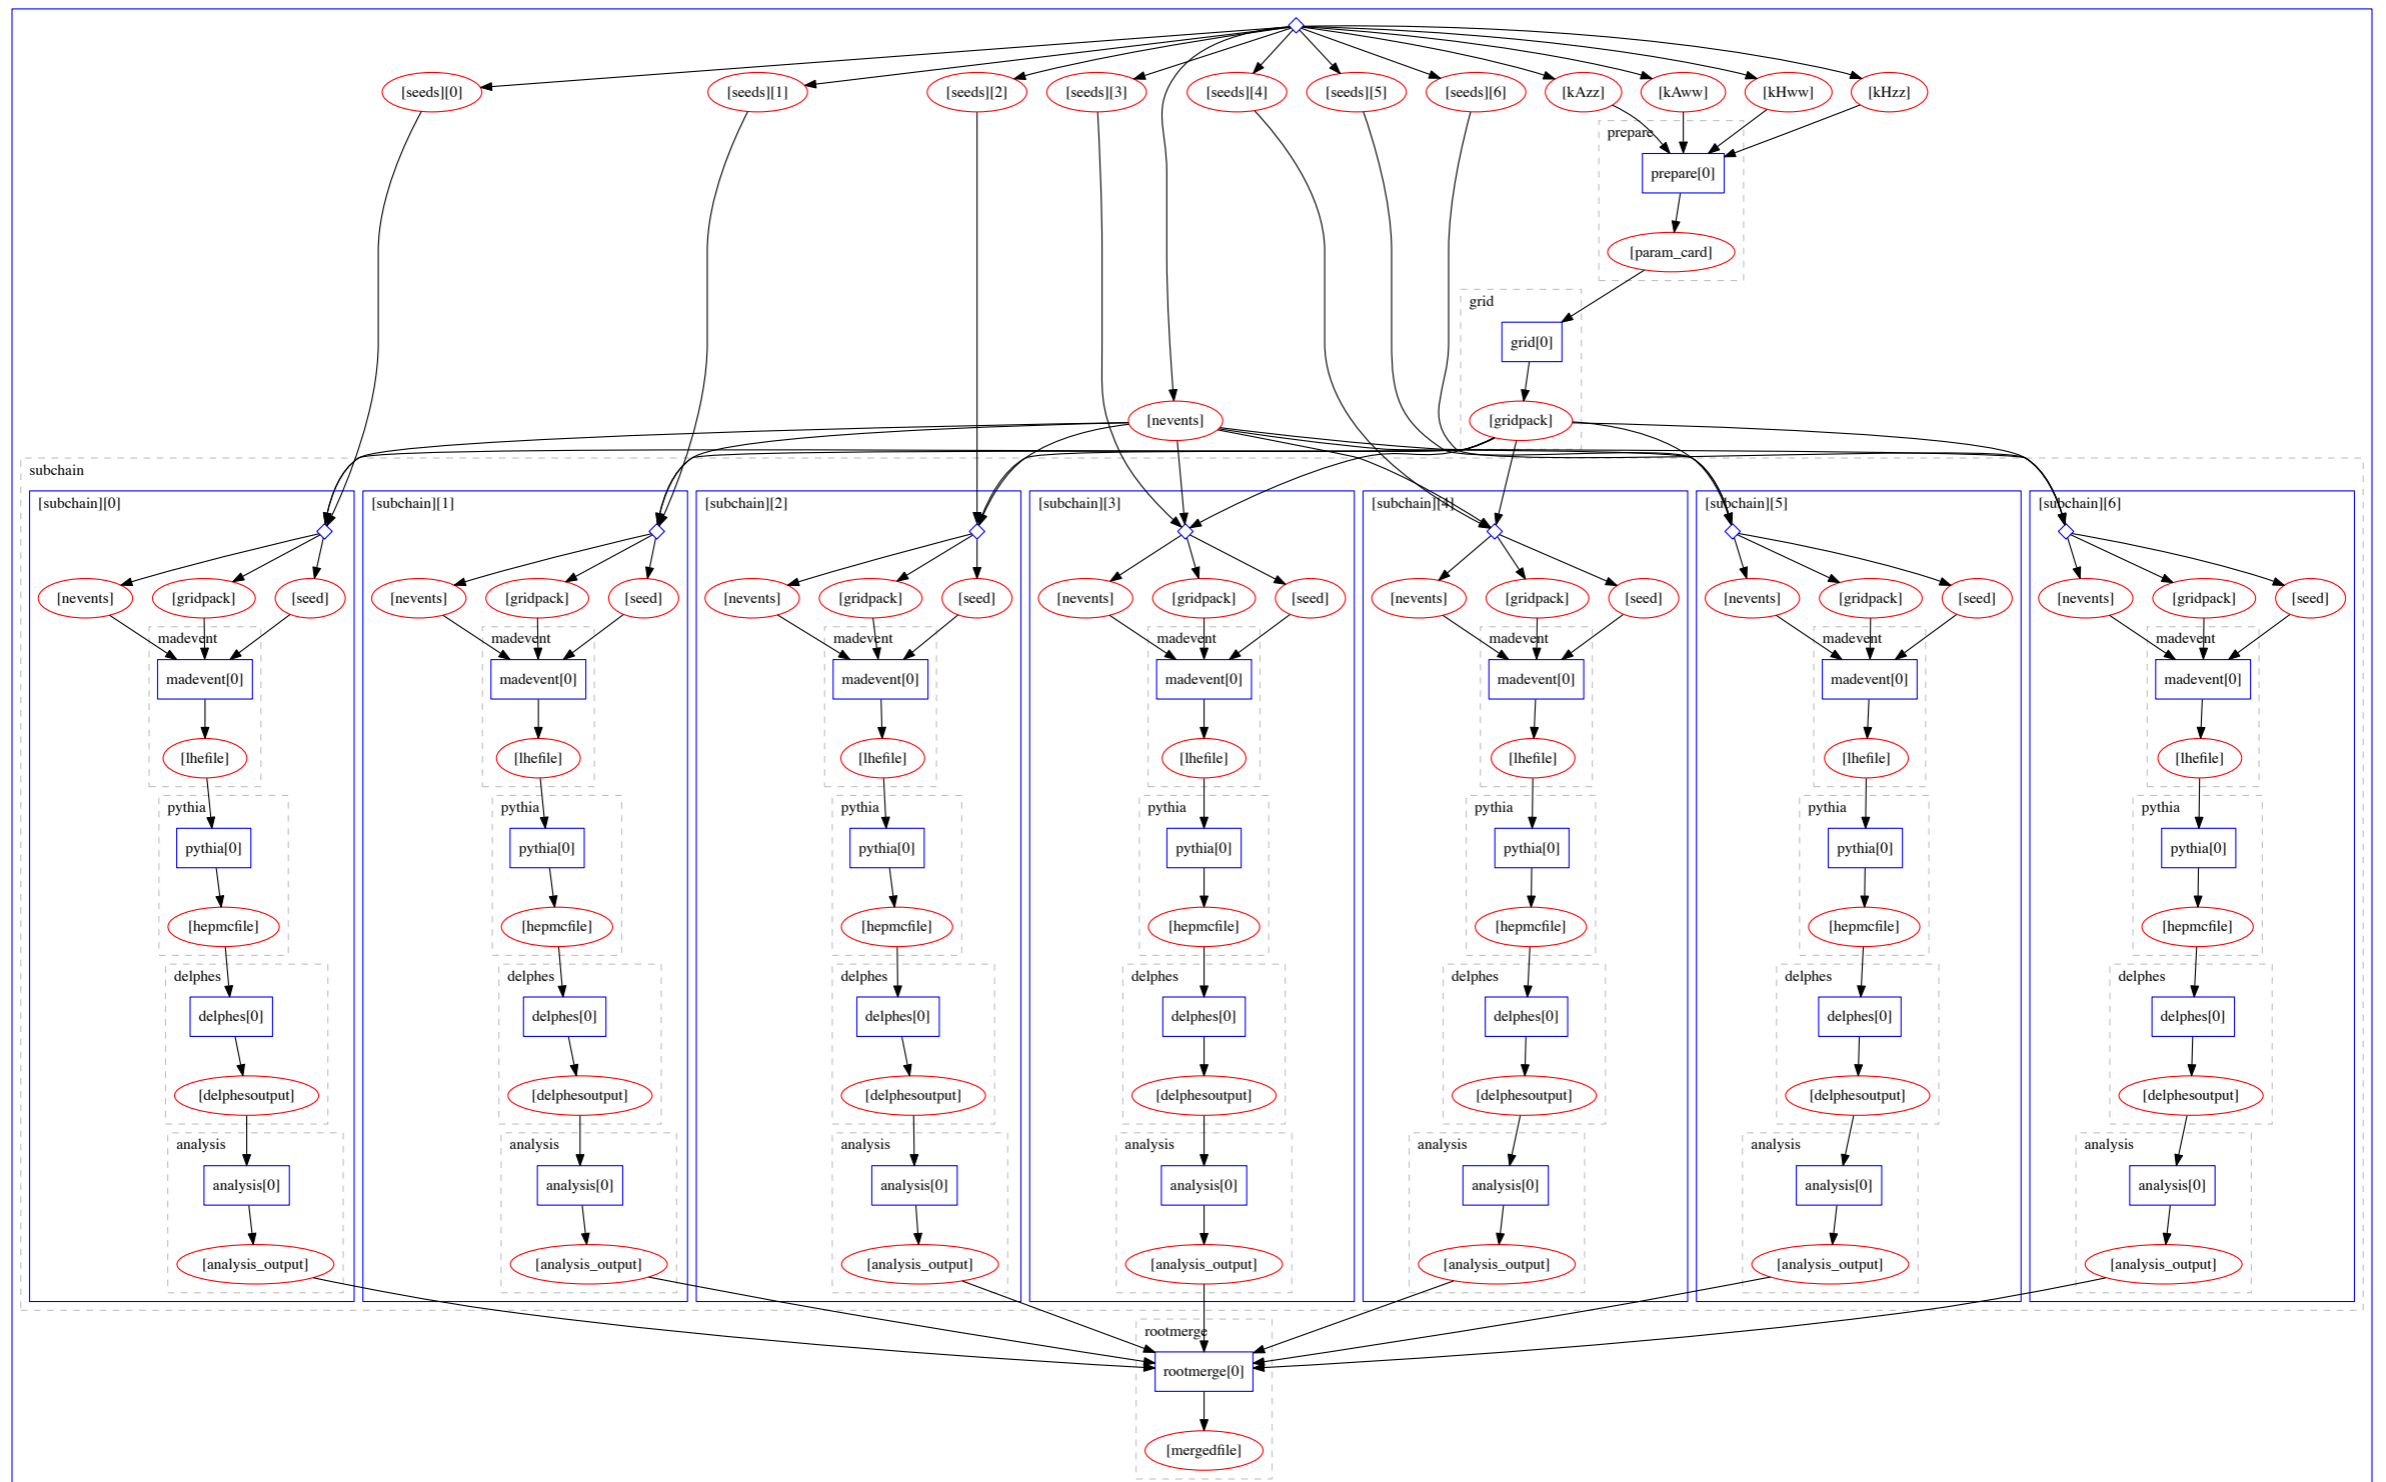 [seeds][0]
[seeds][1]
[seeds][2]
[seeds][3]
[seeds][4]
[seeds][5]
[seeds][6]
[kAzz]
[kAww]
[kHww]
[kHzz]
prepare
prepare[0]
[param_card]
grid
grid[0]
[nevents]
[gridpack]
subchain
[subchain][0]
[nevents]
[gridpack]
[seed]
madevent
madevent[0]
[lhefile]
pythia
pythia[0]
[hepmcfile]
delphes
delphes[0]
[delphesoutput]
analysis
analysis[0]
[analysis_output]
[subchain][1]
[nevents]
[gridpack]
[seed]
madevent
madevent[0]
[lhefile]
pythia
pythia[0]
[hepmcfile]
delphes
delphes[0]
[delphesoutput]
analysis
analysis[0]
[analysis_output]
[subchain][2]
[nevents]
[gridpack]
[seed]
madevent
madevent[0]
[lhefile]
pythia
pythia[0]
[hepmcfile]
delphes
delphes[0]
[delphesoutput]
analysis
analysis[0]
[analysis_output]
[subchain][3]
[nevents]
[gridpack]
[seed]
madevent
madevent[0]
[lhefile]
pythia
pythia[0]
[hepmcfile]
delphes
delphes[0]
[delphesoutput]
analysis
analysis[0]
[analysis_output]
[subchain][4]
[nevents]
[gridpack]
[seed]
madevent
madevent[0]
[lhefile]
pythia
pythia[0]
[hepmcfile]
delphes
delphes[0]
[delphesoutput]
analysis
analysis[0]
[analysis_output]
[subchain][5]
[nevents]
[gridpack]
[seed]
madevent
madevent[0]
[lhefile]
pythia
pythia[0]
[hepmcfile]
delphes
delphes[0]
[delphesoutput]
analysis
analysis[0]
[analysis_output]
[subchain][6]
[nevents]
[gridpack]
[seed]
madevent
madevent[0]
[lhefile]
pythia
pythia[0]
[hepmcfile]
delphes
delphes[0]
[delphesoutput]
analysis
analysis[0]
[analysis_output]
rootmerge
rootmerge[0]
[mergedfile]